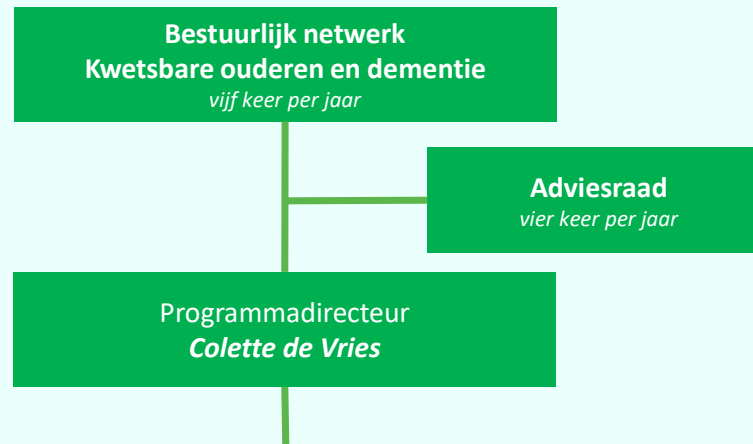 Bestuurlijk netwerk
Kwetsbare ouderen en dementie
vijf keer per jaar
Adviesraad
vier keer per jaar
Programmadirecteur
Colette de Vries